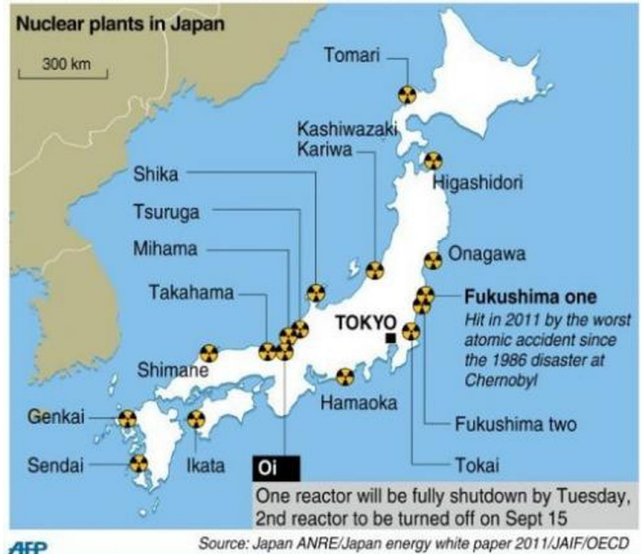 Nuclear plants in Japan
300 km
Tomari
Kashiwazaki
Kariwa
Shika
Higashidori
Tsuruga
Mihama
Onagawa
Takahama
Fukushima one
Hit in 2011 by the worst
atomic accident since
the 1986 disaster at
Chernobyl
TOKYO
Shimane
Hamaoka
Genkai
Fukushima two
Sendai
Ikata
Oi
Tokai
One reactor will be fully shutdown by Tuesday,
2nd reactor to be turned off on Sept 15
AFP
Source: Japan ANRE/Japan energy white paper 2011/JAIF/OECD